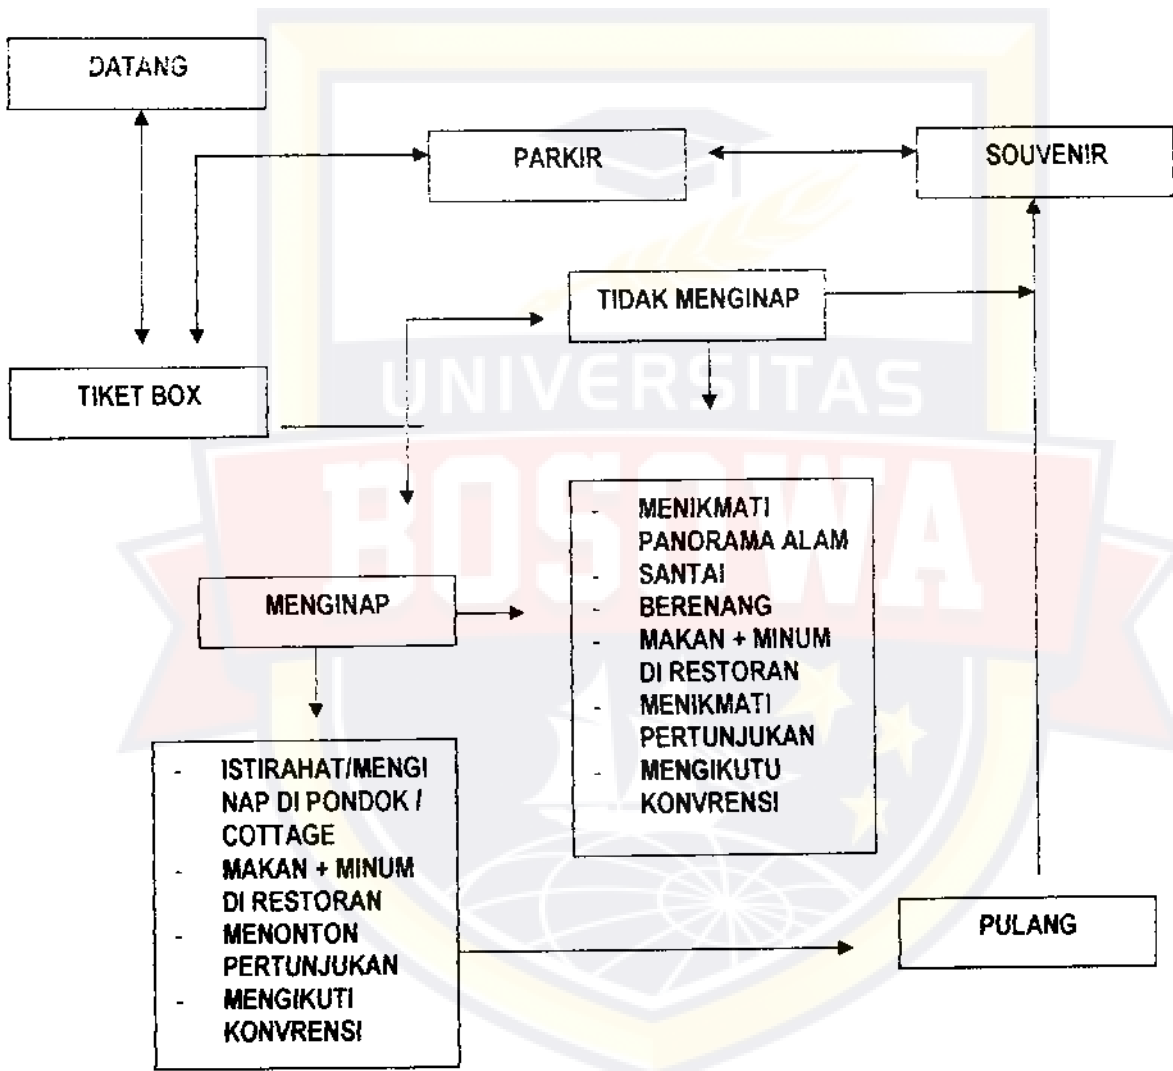 DATANG
PARKIR
SOUVENIR
TIDAK MENGINAP
TIKET BOX
UNIVERSITAS
BOSOWA
- MENIKMATI
PANORAMA ALAM
- SANTAI
- BERENANG
- MAKAN + MINUM
DI RESTORAN
- MENIKMATI
PERTUNJUKAN
- MENGIKUTU
KONVRENSI
MENGINAP
- ISTIRAHAT/MENGI
NAP DI PONDOK /
COTTAGE
- MAKAN + MINUM
DI RESTORAN
- MENONTON
PERTUNJUKAN
- MENGIKUTI
KONVRENSI
PULANG